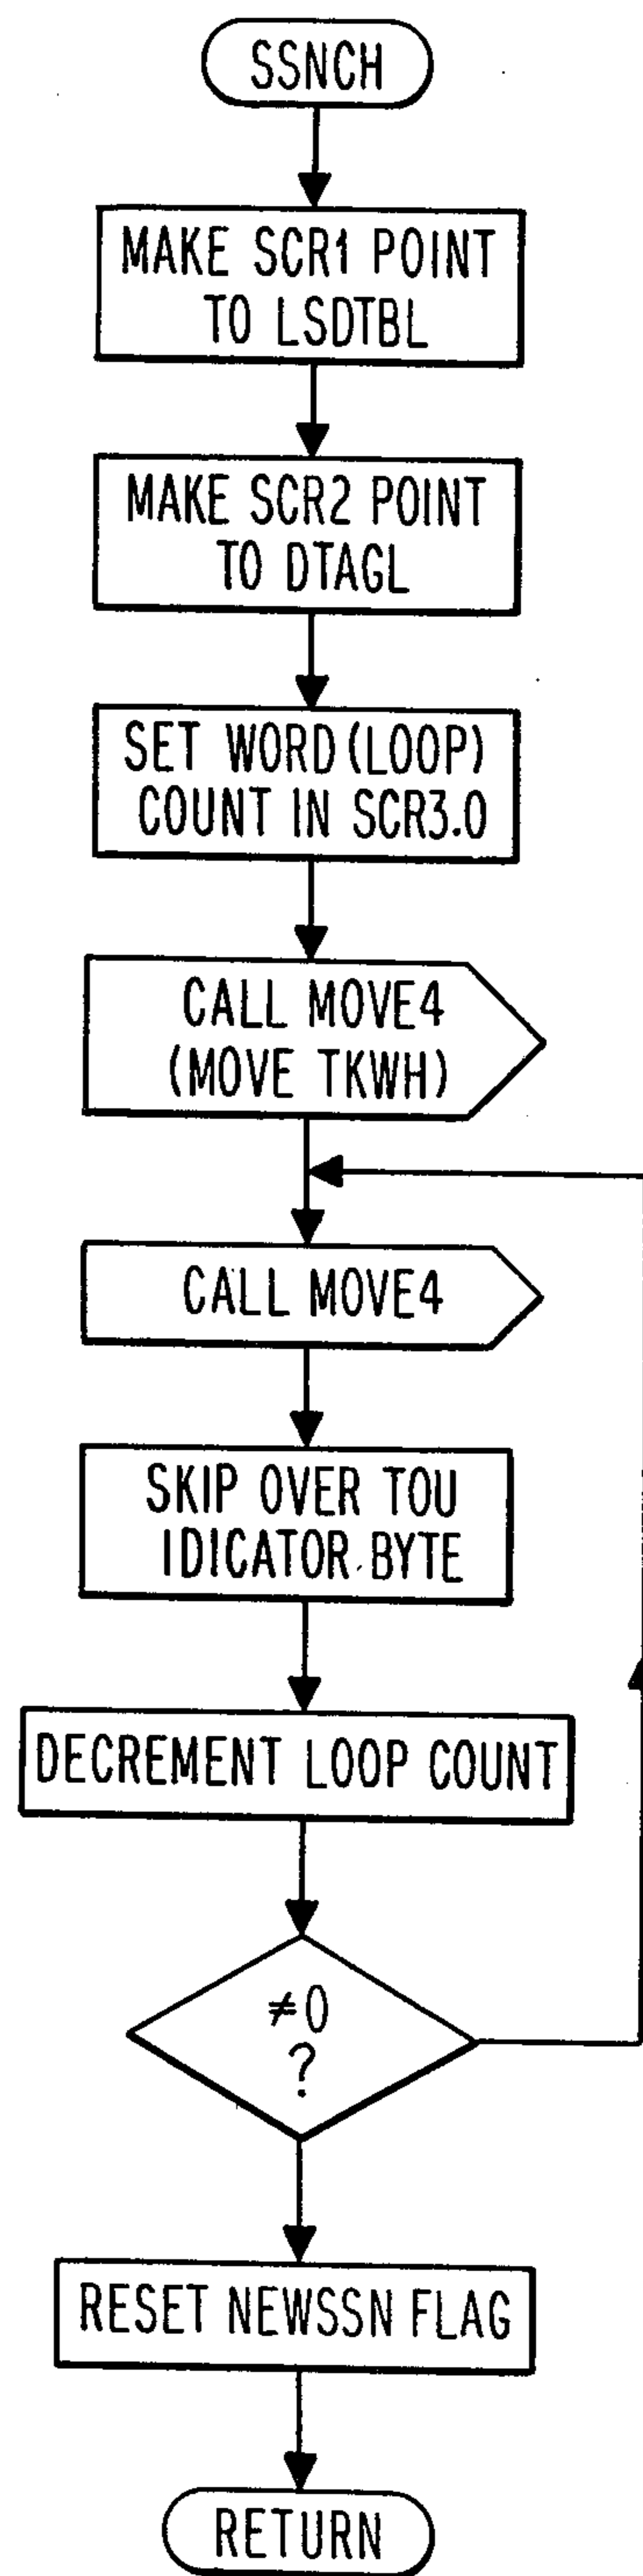 SSNCH
MAKE SCR1 POINT
TO LSDTBL
MAKE SCR2 POINT
TO DTAGL
SET WORD (LOOP)
COUNT IN SCR3.0
CALL MOVE4
(MOVE TKWH)
CALL MOVE4
SKIP OVER TOU
IDICATOR BYTE
DECREMENT LOOP COUNT
≠0
?
RESET NEWSSN FLAG
RETURN